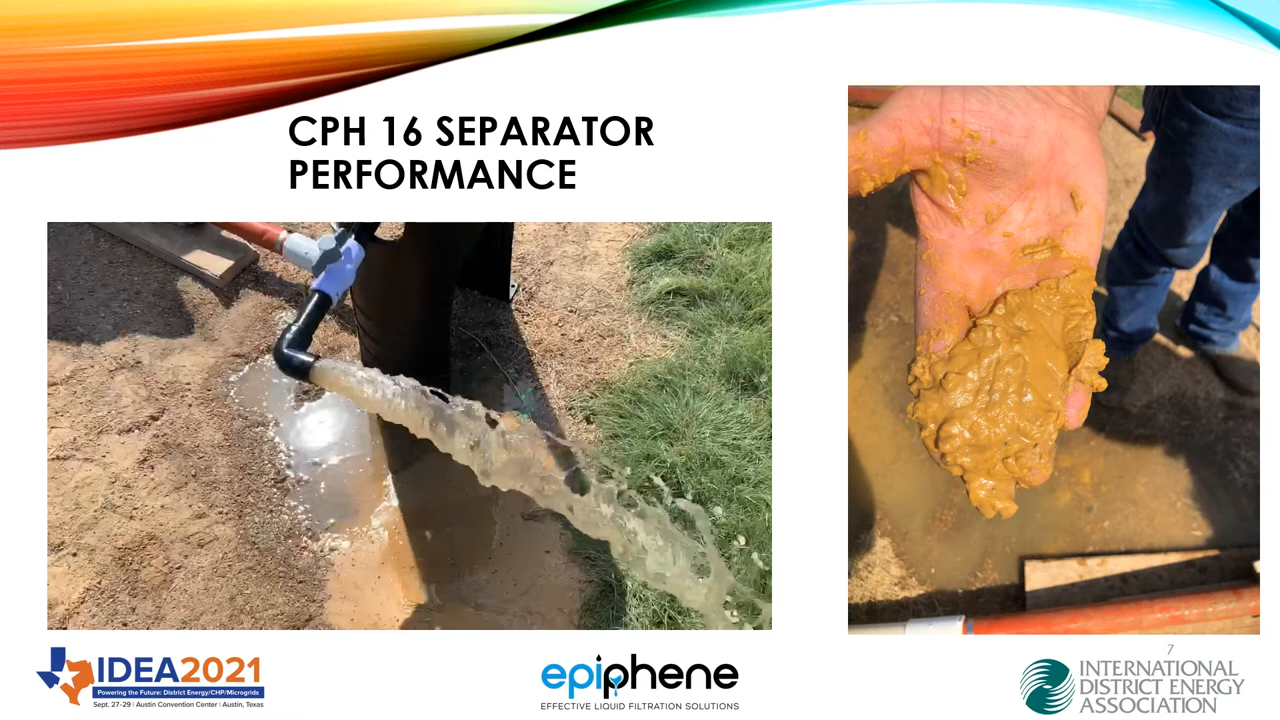 CPH 16 SEPARATOR
PERFORMANCE
IDEA2021
Powering the Future: District Energy/CHP/Microgrids
Sept. 27-29 | Austin Convention Center | Austin, Texas
epiphene
EFFECTIVE LIQUID FILTRATION SOLUTIONS
7
INTERNATIONAL
DISTRICT ENERGY
ASSOCIATION